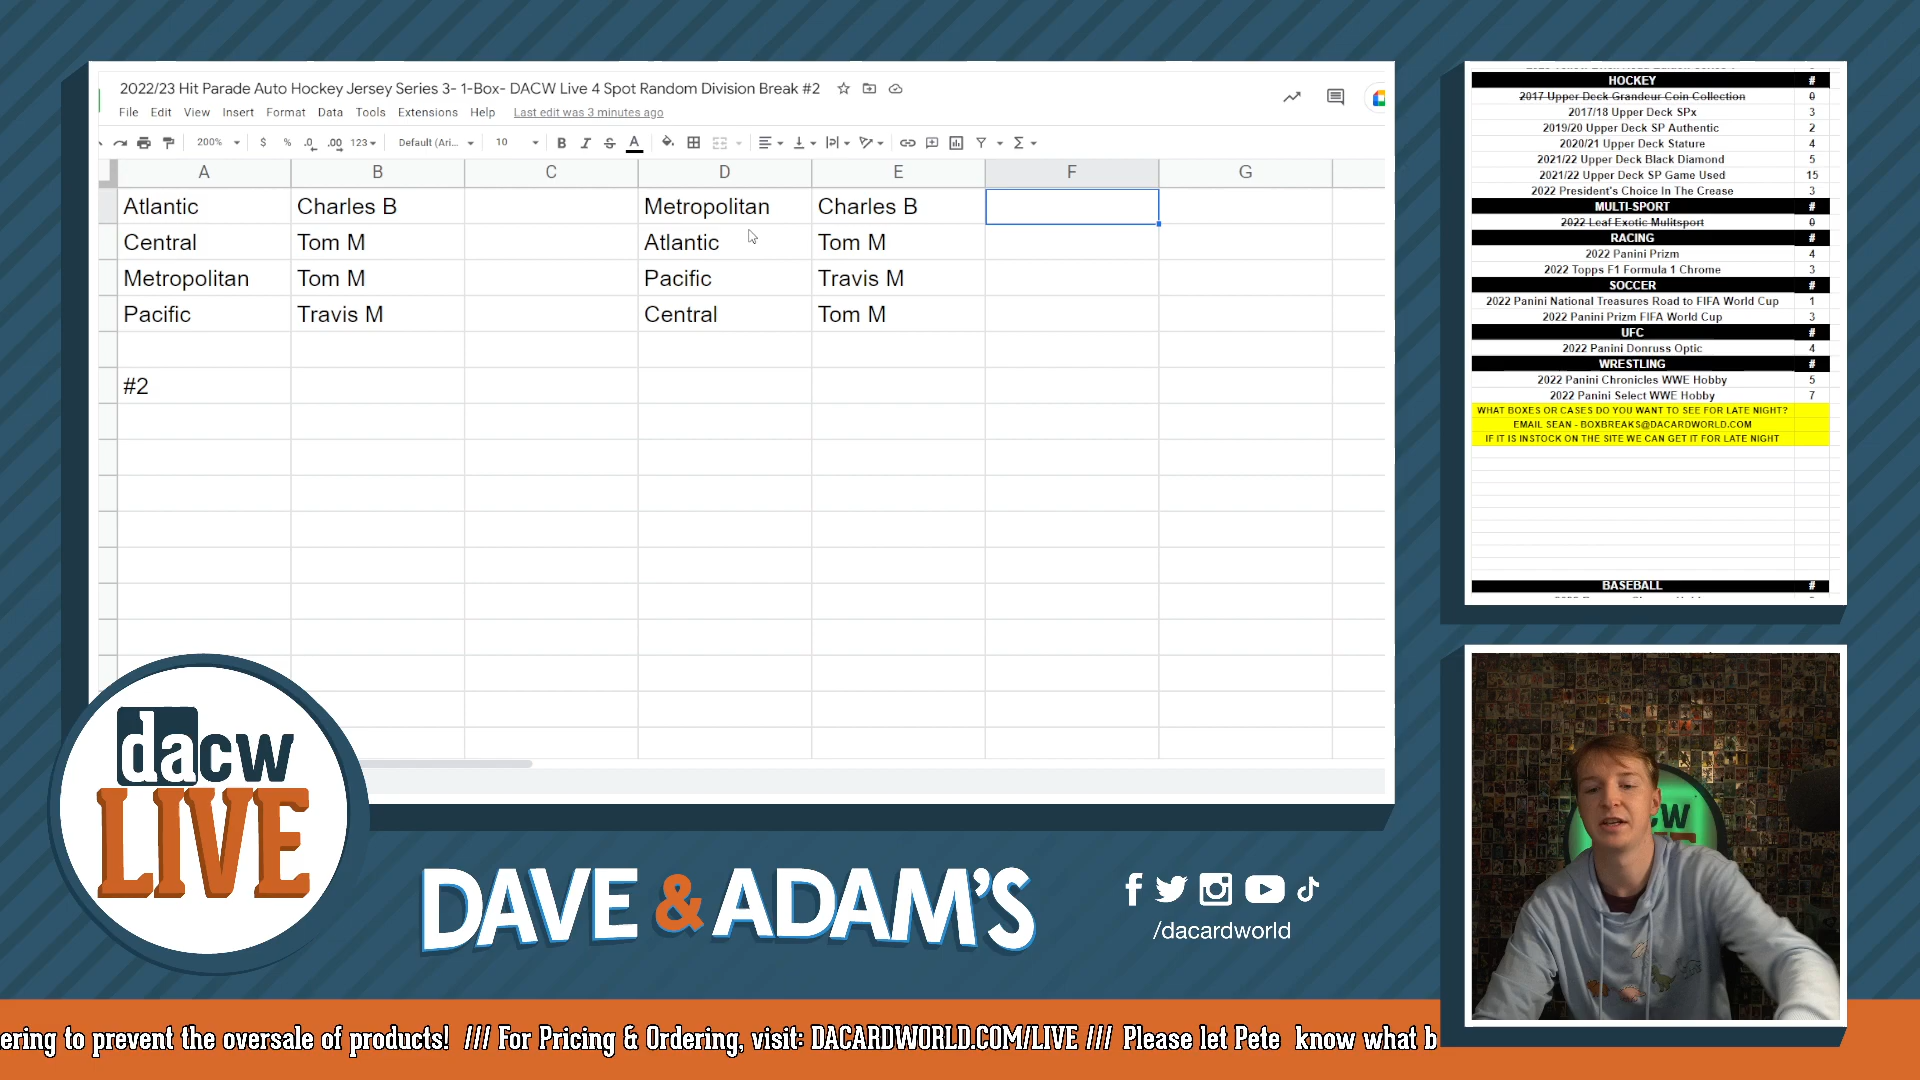 2022/23 Hit Parade Auto Hockey Jersey Series 3- 1-Box- DACW Live 4 Spot Random Division Break #2
File Edit View Insert Format Data Tools Extensions Help Last edit was 3 minutes ago
200% $ % .0 .00 123 Default (Ari... 10 B I S A
A B C D E F G
Atlantic Charles B Metropolitan Charles B
Central Tom M Atlantic Tom M
Metropolitan Tom M Pacific Travis M
Pacific Travis M Central Tom M
#2
HOCKEY #
2017 Upper Deck Grandeur Coin Collection 0
2017/18 Upper Deck SPx 3
2019/20 Upper Deck SP Authentic 2
2020/21 Upper Deck Stature 4
2021/22 Upper Deck Black Diamond 5
2021/22 Upper Deck SP Game Used 15
2022 President's Choice In The Crease 3
MULTI-SPORT #
2022 Leaf Exotic Mulitsport 0
RACING #
2022 Panini Prizm 4
2022 Topps F1 Formula 1 Chrome 3
SOCCER #
2022 Panini National Treasures Road to FIFA World Cup 1
2022 Panini Prizm FIFA World Cup 3
UFC #
2022 Panini Donruss Optic 4
WRESTLING #
2022 Panini Chronicles WWE Hobby 5
2022 Panini Select WWE Hobby 7
WHAT BOXES OR CASES DO YOU WANT TO SEE FOR LATE NIGHT?
EMAIL SEAN - BOXBREAKS@DACARDWORLD.COM
IF IT IS INSTOCK ON THE SITE WE CAN GET IT FOR LATE NIGHT
BASEBALL #
dacw
LIVE
DAVE & ADAM'S
/dacardworld
ering to prevent the oversale of products! /// For Pricing & Ordering, visit: DACARDWORLD.COM/LIVE /// Please let Pete know what b